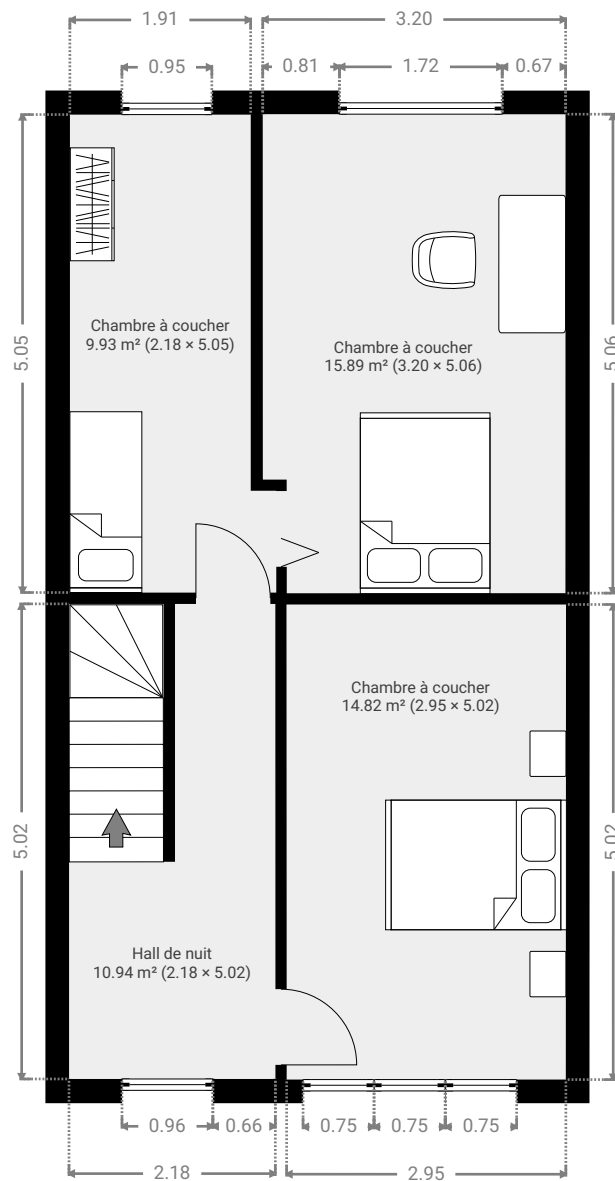 1.91
3.20
0.95
0.81
1.72
0.67
5.05
5.06
Chambre à coucher
9.93 m² (2.18 × 5.05)
Chambre à coucher
15.89 m² (3.20 × 5.06)
Chambre à coucher
14.82 m² (2.95 × 5.02)
5.02
5.02
Hall de nuit
10.94 m² (2.18 × 5.02)
0.96
0.66
0.75
0.75
0.75
2.18
2.95